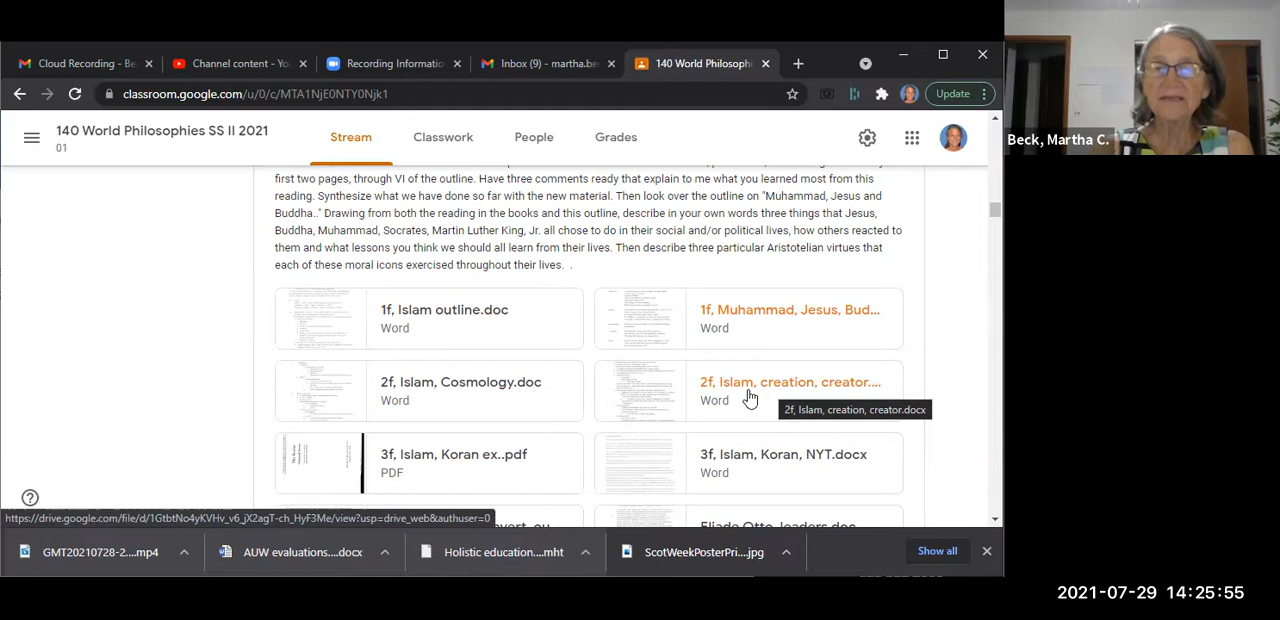 Cloud Recording - Be
Channel content - Yo
Recording Informatio
Inbox (9) - martha.be
140 World Philosophi
classroom.google.com/u/0/c/MTA1NjE0NTY0Njk1
Update
Beck, Martha C.
140 World Philosophies SS II 2021
01
Stream
Classwork
People
Grades
first two pages, through VI of the outline. Have three comments ready that explain to me what you learned most from this
reading. Synthesize what we have done so far with the new material. Then look over the outline on "Muhammad, Jesus and
Buddha.." Drawing from both the reading in the books and this outline, describe in your own words three things that Jesus,
Buddha, Muhammad, Socrates, Martin Luther King, Jr. all chose to do in their social and/or political lives, how others reacted to
them and what lessons you think we should all learn from their lives. Then describe three particular Aristotelian virtues that
each of these moral icons exercised throughout their lives. .
1f, Islam outline.doc
Word
1f, Muhammad, Jesus, Bud...
Word
2f, Islam, Cosmology.doc
Word
2f, Islam, creation, creator....
Word
2f, Islam, creation, creator.docx
3f, Islam, Koran ex..pdf
PDF
3f, Islam, Koran, NYT.docx
Word
Eliade Otto, leaders.doc
https://drive.google.com/file/d/1GtbtNo4yKVHv_v6_jX2agT-ch_HyF3Me/view?usp=drive_web&authuser=0
GMT20210728-2....mp4
AUW evaluations....docx
Holistic education....mht
ScotWeekPosterPri....jpg
Show all
2021-07-29 14:25:55